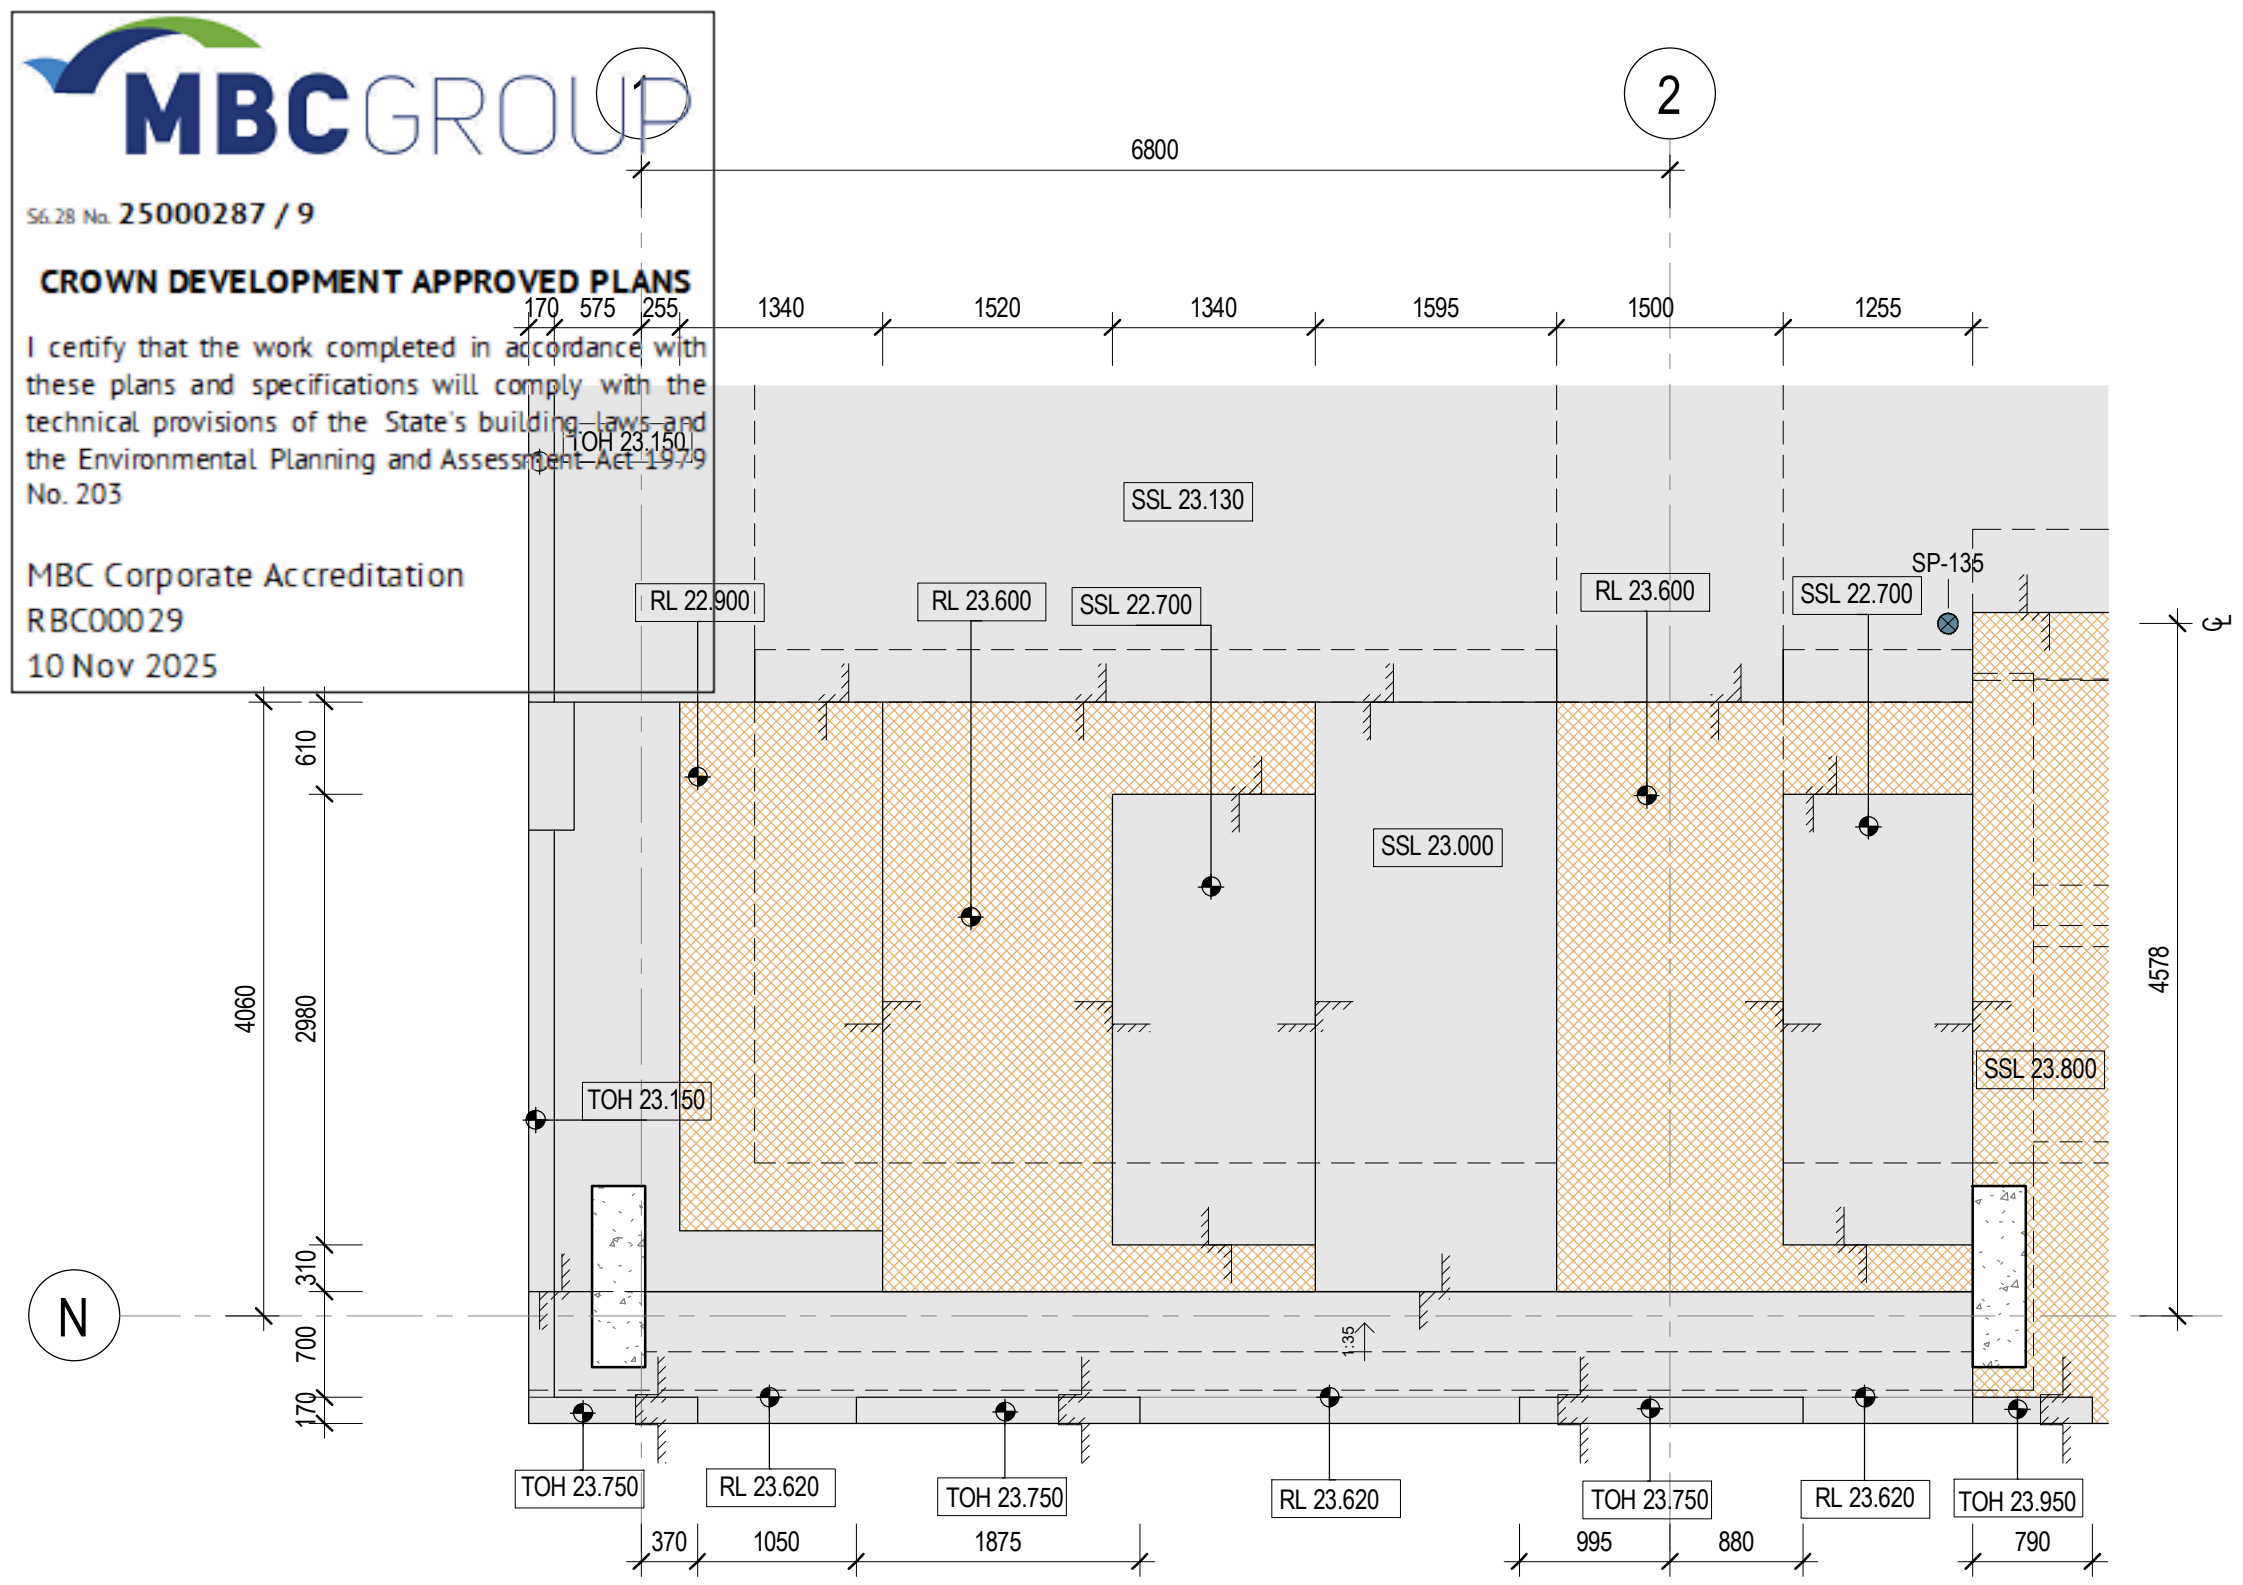 MBCGROUP
1
2
6800
S6.28 No. 25000287 / 9
CROWN DEVELOPMENT APPROVED PLANS
170 575 255 1340 1520 1340 1595 1500 1255
I certify that the work completed in accordance with
these plans and specifications will comply with the
technical provisions of the State's building laws and
the Environmental Planning and Assessment Act 1979
No. 203
TOH 23.150
SSL 23.130
MBC Corporate Accreditation
RBC00029
10 Nov 2025
SP-135
RL 22.900
RL 23.600
SSL 22.700
RL 23.600
SSL 22.700
610
SSL 23.000
4060
2980
4578
SSL 23.800
TOH 23.150
310
N
700
1:35
170
TOH 23.750
RL 23.620
TOH 23.750
RL 23.620
TOH 23.750
RL 23.620
TOH 23.950
370 1050 1875 995 880 790